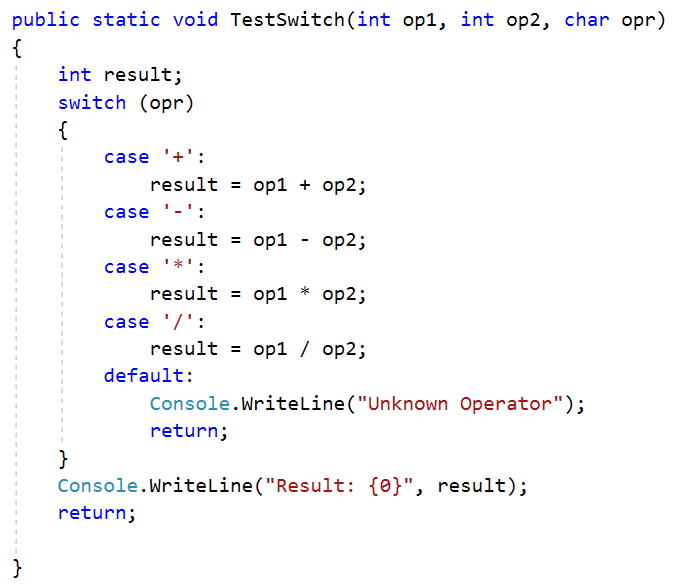 public static void TestSwitch(int op1, int op2, char opr)
{
    int result;
    switch (opr)
    {
        case '+':
            result = op1 + op2;
        case '-':
            result = op1 - op2;
        case '*':
            result = op1 * op2;
        case '/':
            result = op1 / op2;
        default:
            Console.WriteLine("Unknown Operator");
            return;
    }
    Console.WriteLine("Result: {0}", result);
    return;
}